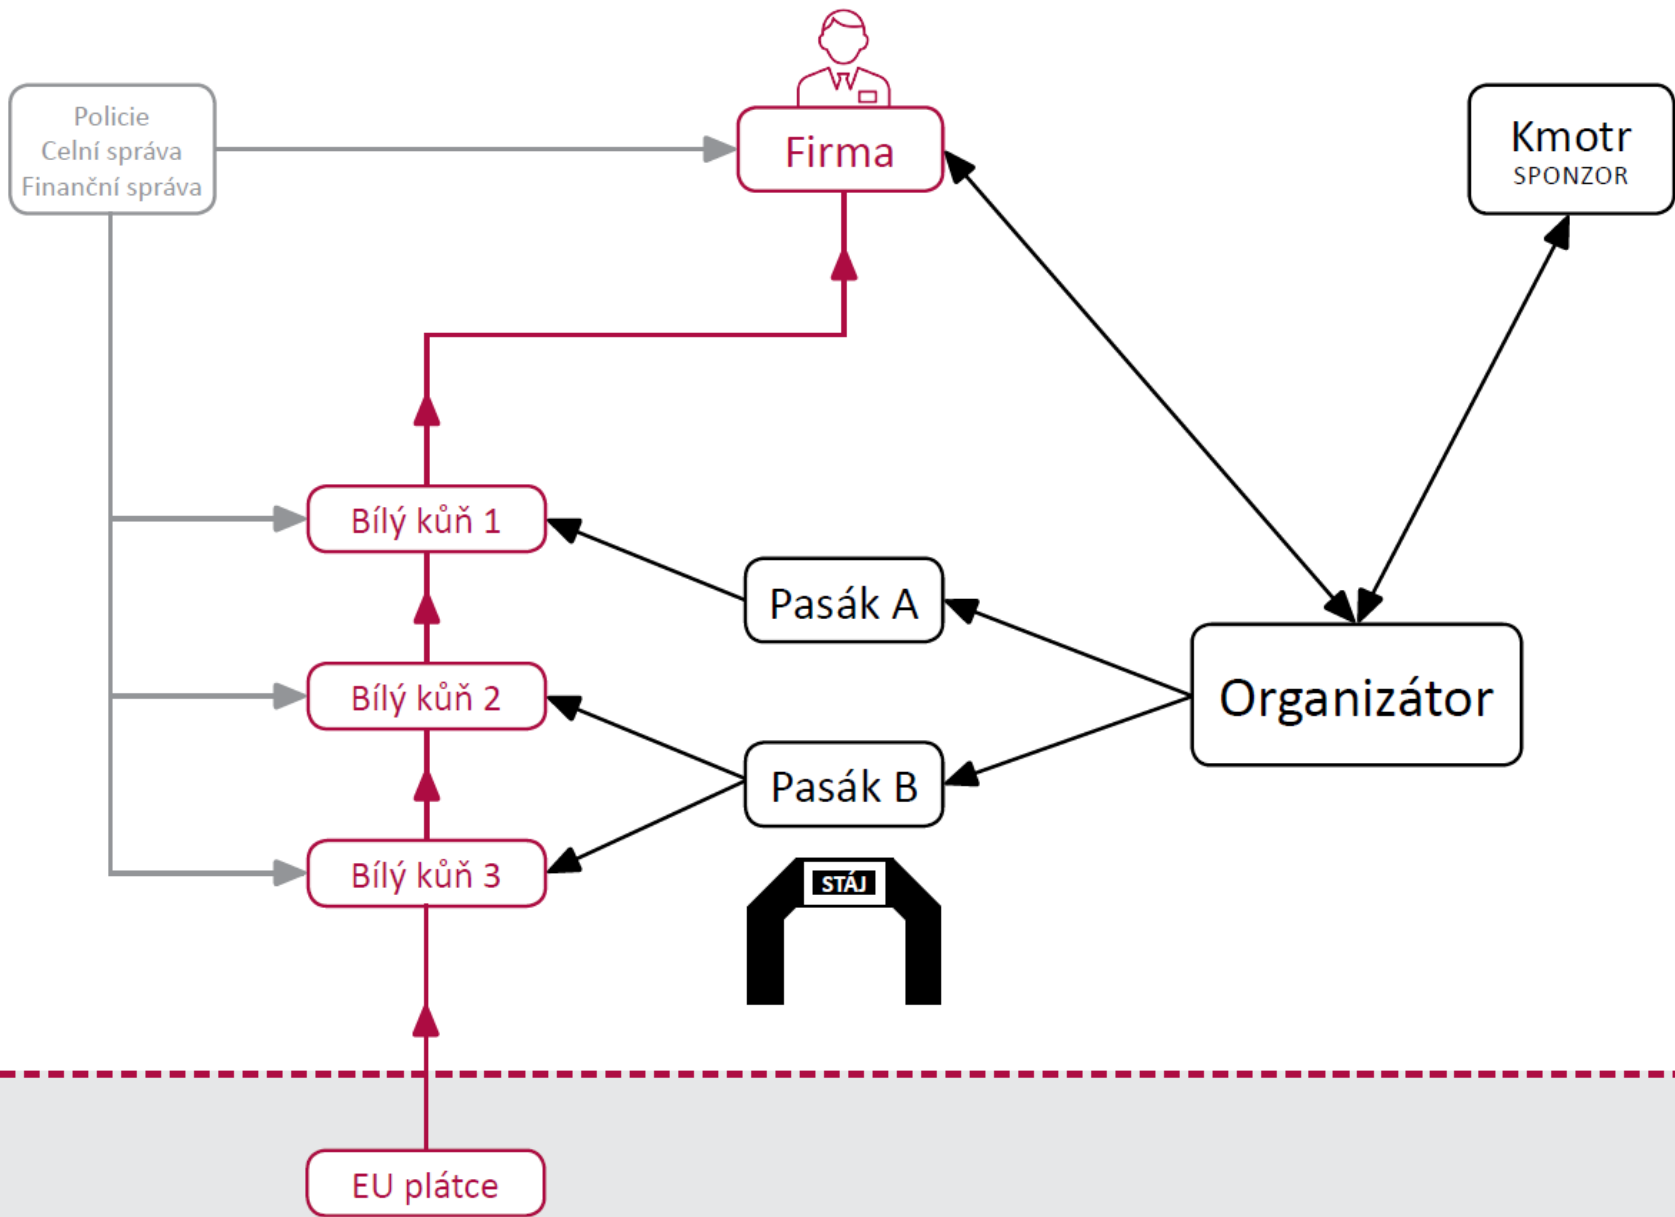 Policie
Celní správa
Finanční správa
Firma
Kmotr
SPONZOR
Bílý kůň 1
Pasák A
Bílý kůň 2
Organizátor
Pasák B
Bílý kůň 3
STÁJ
EU plátce